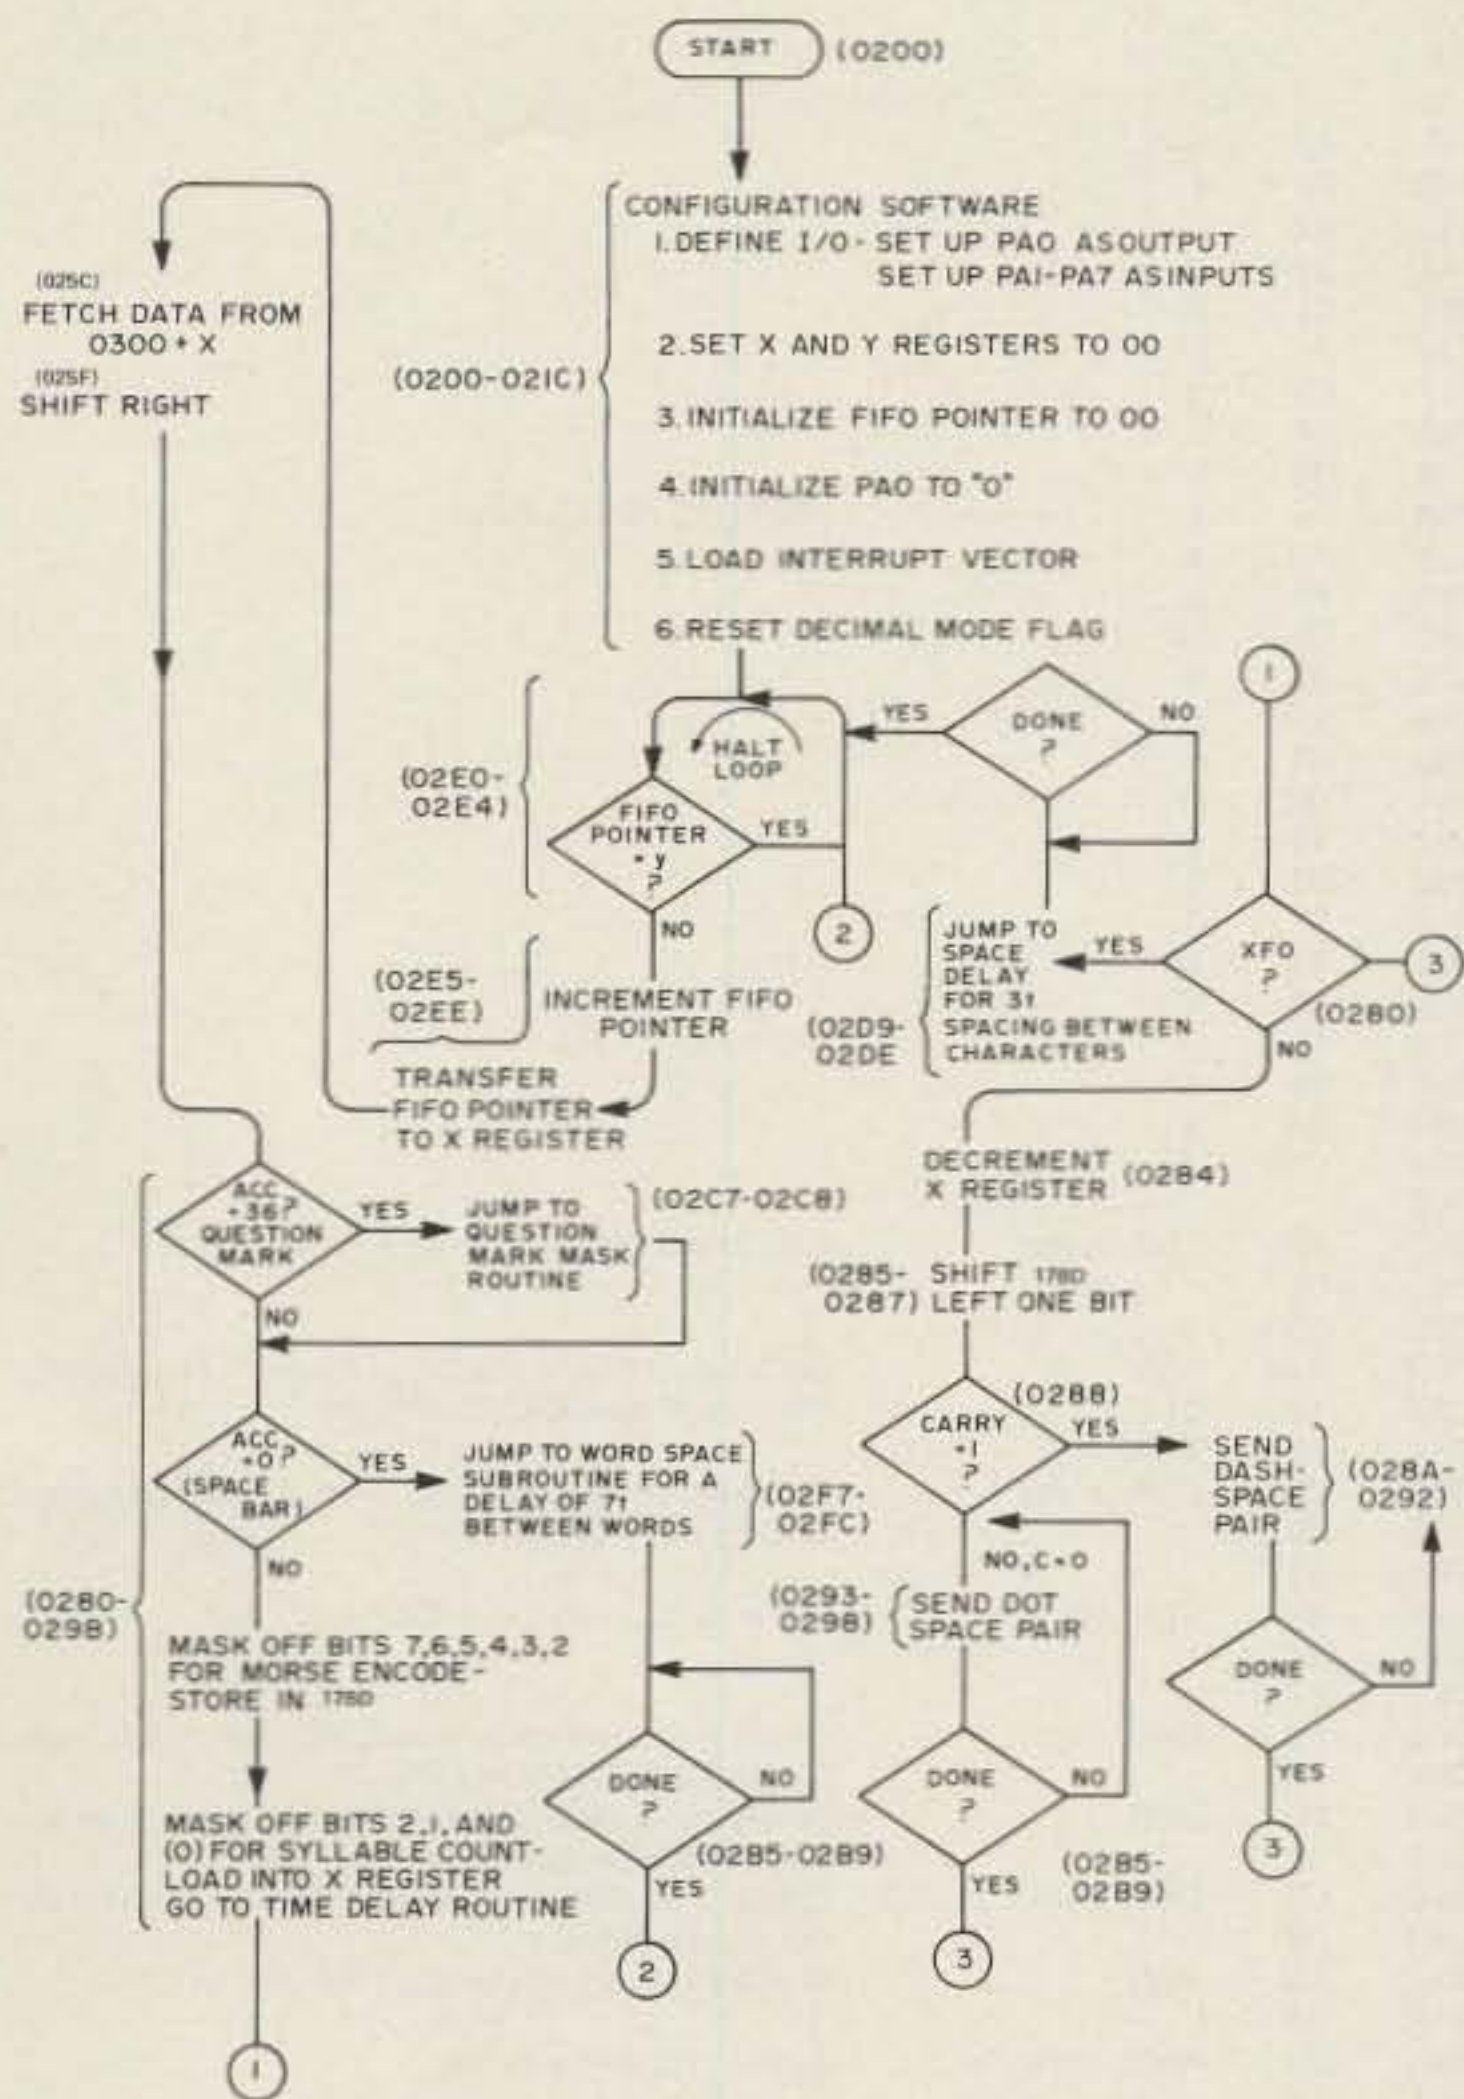 START (0200)
CONFIGURATION SOFTWARE
1. DEFINE I/O - SET UP PA0 ASOUTPUT
SET UP PA1-PA7 ASINPUTS
2. SET X AND Y REGISTERS TO 00
(0200-021C)
3. INITIALIZE FIFO POINTER TO 00
4. INITIALIZE PA0 TO "0"
5. LOAD INTERRUPT VECTOR
6. RESET DECIMAL MODE FLAG
(025C)
FETCH DATA FROM
0300 + X
(025F)
SHIFT RIGHT
HALT
LOOP
(02E0-
02E4)
FIFO
POINTER
= y
?
YES
2
NO
(02E5-
02EE)
INCREMENT FIFO
POINTER
TRANSFER
FIFO POINTER
TO X REGISTER
YES
DONE
?
NO
1
JUMP TO
SPACE
DELAY
FOR 3t
SPACING BETWEEN
CHARACTERS
(02D9-
02DE
YES
XFO
?
3
(0280)
NO
DECREMENT
X REGISTER (0284)
(0285-
0287)
SHIFT 178D
LEFT ONE BIT
(0288)
CARRY
=1
?
YES
SEND
DASH-
SPACE
PAIR
(028A-
0292)
NO, C=0
(0293-
0298)
SEND DOT
SPACE PAIR
DONE
?
NO
YES
3
DONE
?
NO
(02B5-
02B9)
YES
3
ACC
=36?
QUESTION
MARK
YES
JUMP TO
QUESTION
MARK MASK
ROUTINE
(02C7-02C8)
NO
ACC
=0?
(SPACE
BAR)
YES
JUMP TO WORD SPACE
SUBROUTINE FOR A
DELAY OF 7t
BETWEEN WORDS
(02F7-
02FC)
NO
(0280-
029B)
MASK OFF BITS 7,6,5,4,3,2
FOR MORSE ENCODE-
STORE IN 178D
DONE
?
NO
(02B5-02B9)
YES
2
MASK OFF BITS 2,1, AND
(0) FOR SYLLABLE COUNT-
LOAD INTO X REGISTER
GO TO TIME DELAY ROUTINE
1